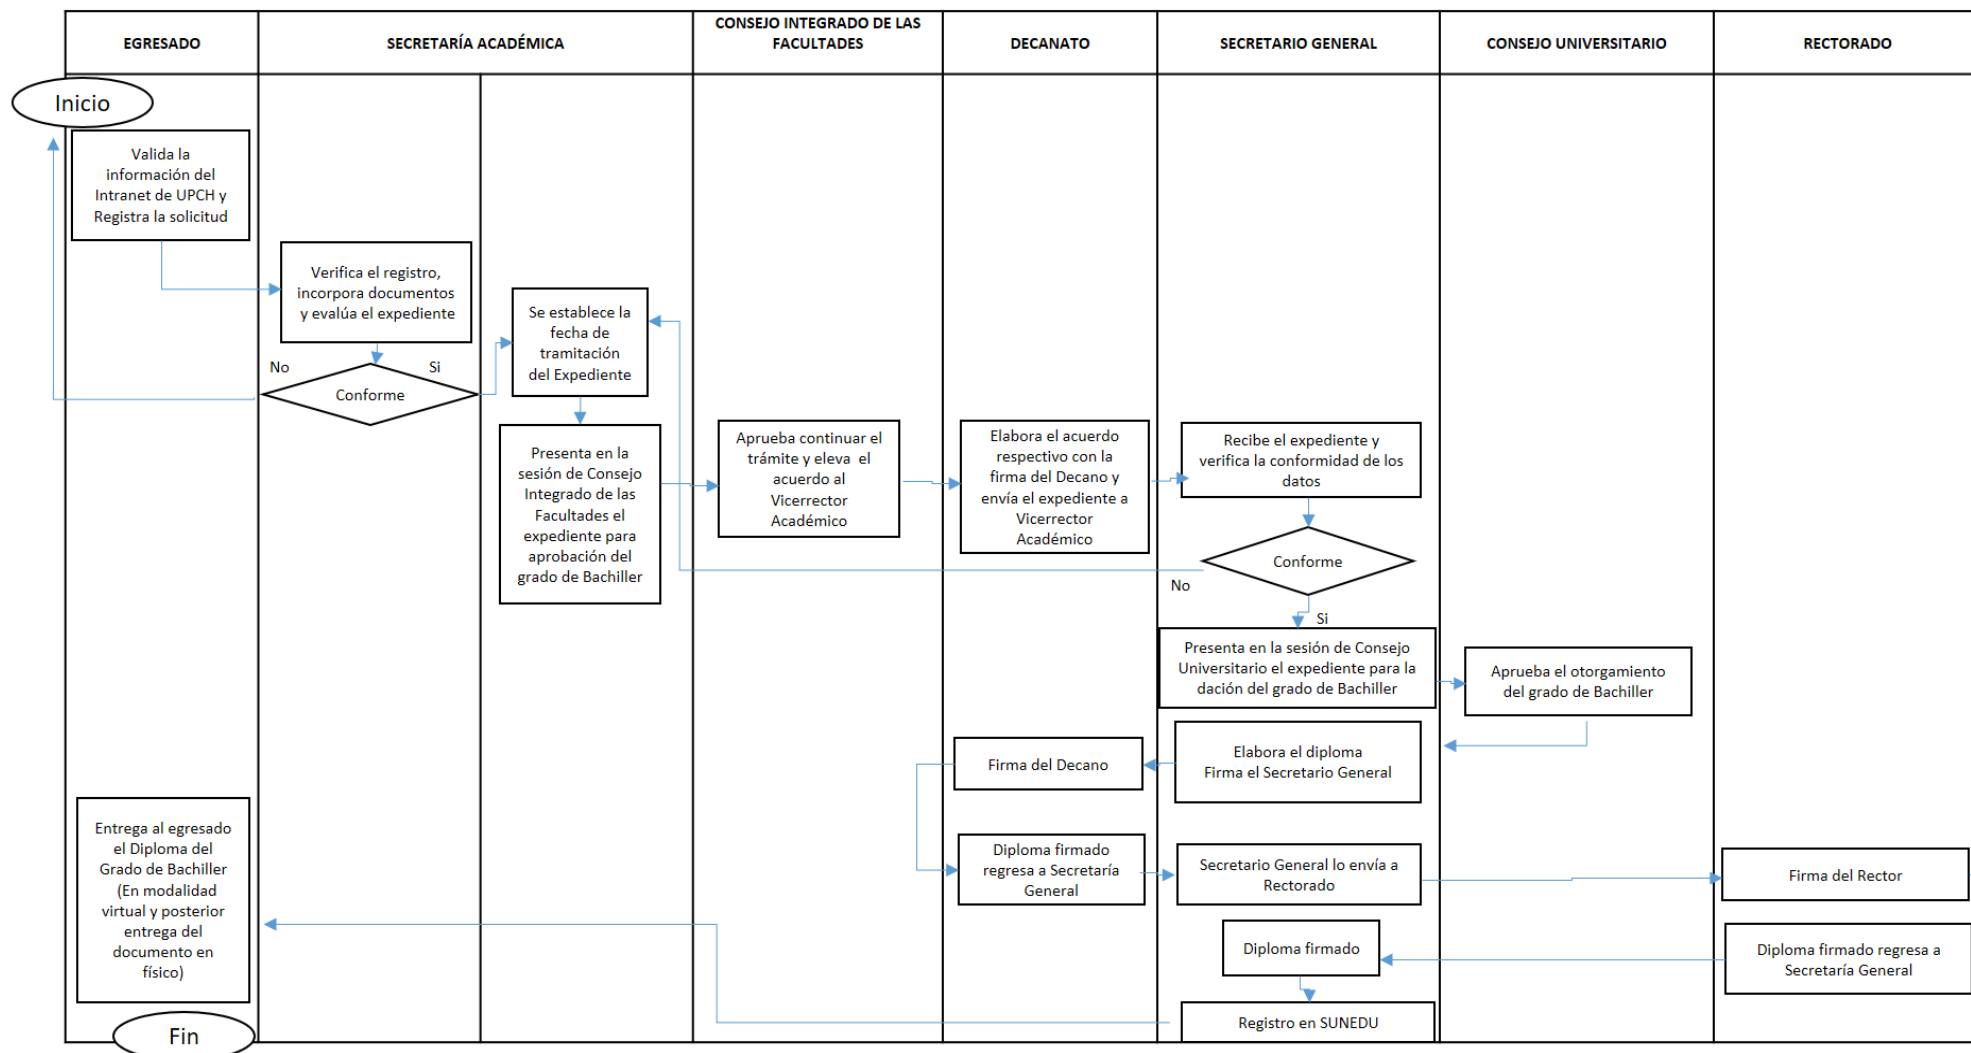 EGRESADO
SECRETARÍA ACADÉMICA
CONSEJO INTEGRADO DE LAS
FACULTADES
DECANATO
SECRETARIO GENERAL
CONSEJO UNIVERSITARIO
RECTORADO
Inicio
Valida la
información del
Intranet de UPCH y
Registra la solicitud
Verifica el registro,
incorpora documentos
y evalúa el expediente
No
Si
Conforme
Se establece la
fecha de
tramitación
del Expediente
Presenta en la
sesión de Consejo
Integrado de las
Facultades el
expediente para
aprobación del
grado de Bachiller
Aprueba continuar el
trámite y eleva el
acuerdo al
Vicerrector
Académico
Elabora el acuerdo
respectivo con la
firma del Decano y
envía el expediente a
Vicerrector
Académico
Recibe el expediente y
verifica la conformidad de los
datos
Conforme
No
Si
Presenta en la sesión de Consejo
Universitario el expediente para la
dación del grado de Bachiller
Aprueba el otorgamiento
del grado de Bachiller
Elabora el diploma
Firma el Secretario General
Firma del Decano
Diploma firmado
regresa a Secretaría
General
Secretario General lo envía a
Rectorado
Firma del Rector
Diploma firmado regresa a
Secretaría General
Diploma firmado
Registro en SUNEDU
Entrega al egresado
el Diploma del
Grado de Bachiller
(En modalidad
virtual y posterior
entrega del
documento en
físico)
Fin